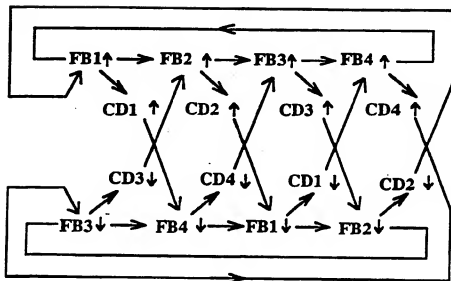 FB1↑ → FB2 ↑ → FB3↑ → FB4 ↑
CD1 ↑ CD2 ↑ CD3 ↑ CD4 ↑
CD3↓ CD4↓ CD1↓ CD2↓
FB3↓ → FB4↓ → FB1↓ → FB2↓